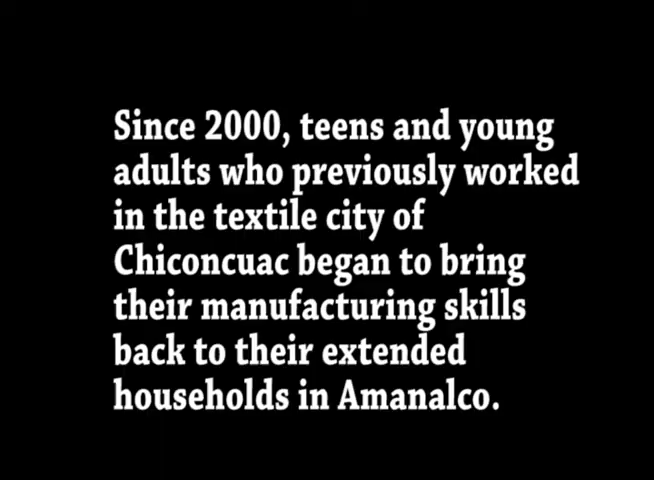 Since 2000, teens and young
adults who previously worked
in the textile city of
Chiconcuac began to bring
their manufacturing skills
back to their extended
households in Amanalco.